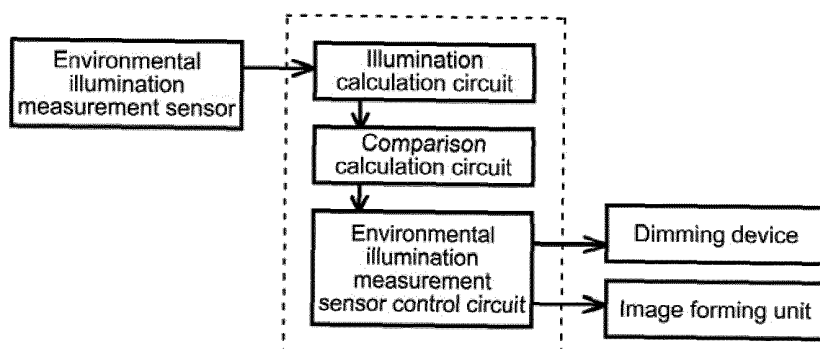 Environmental
illumination
measurement sensor
Illumination
calculation circuit
Comparison
calculation circuit
Environmental
illumination
measurement
sensor control circuit
Dimming device
Image forming unit